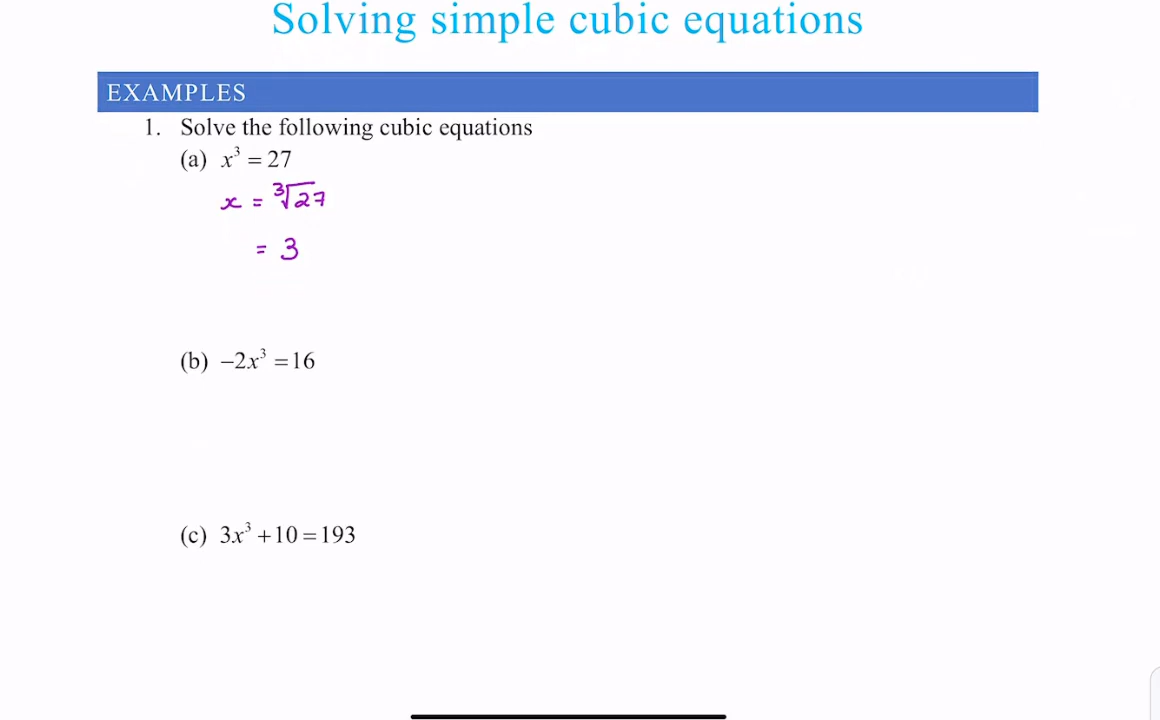 Solving simple cubic equations
EXAMPLES
1. Solve the following cubic equations
(a) x³ = 27
x = ∛27
= 3
(b) −2x³ = 16
(c) 3x³ + 10 = 193